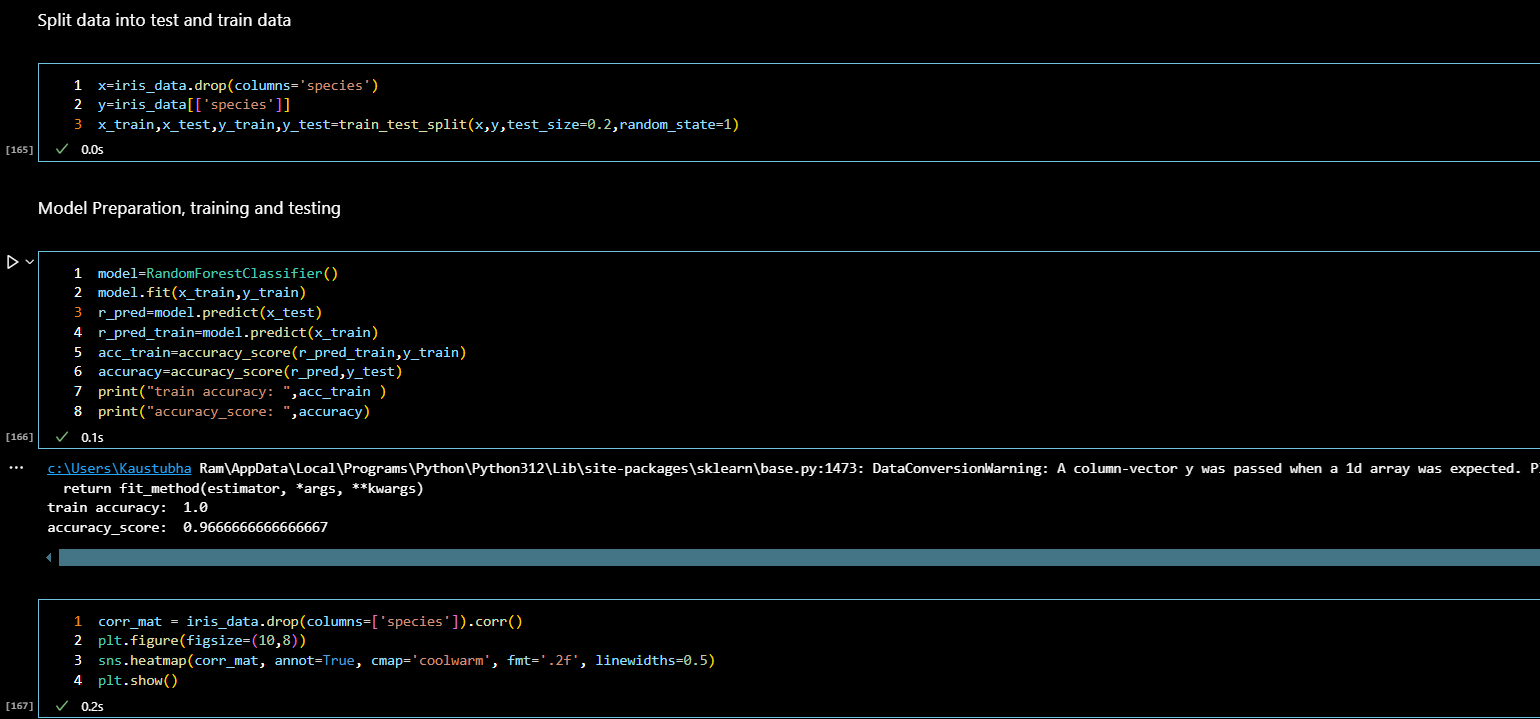 Split data into test and train data
1 x=iris_data.drop(columns='species')
2 y=iris_data[['species']]
3 x_train,x_test,y_train,y_test=train_test_split(x,y,test_size=0.2,random_state=1)
[165] ✓ 0.0s
Model Preparation, training and testing
1 model=RandomForestClassifier()
2 model.fit(x_train,y_train)
3 r_pred=model.predict(x_test)
4 r_pred_train=model.predict(x_train)
5 acc_train=accuracy_score(r_pred_train,y_train)
6 accuracy=accuracy_score(r_pred,y_test)
7 print("train accuracy: ",acc_train )
8 print("accuracy_score: ",accuracy)
[166] ✓ 0.1s
... c:\Users\Kaustubha Ram\AppData\Local\Programs\Python\Python312\Lib\site-packages\sklearn\base.py:1473: DataConversionWarning: A column-vector y was passed when a 1d array was expected. P
return fit_method(estimator, *args, **kwargs)
train accuracy:  1.0
accuracy_score:  0.9666666666666667
1 corr_mat = iris_data.drop(columns=['species']).corr()
2 plt.figure(figsize=(10,8))
3 sns.heatmap(corr_mat, annot=True, cmap='coolwarm', fmt='.2f', linewidths=0.5)
4 plt.show()
[167] ✓ 0.2s